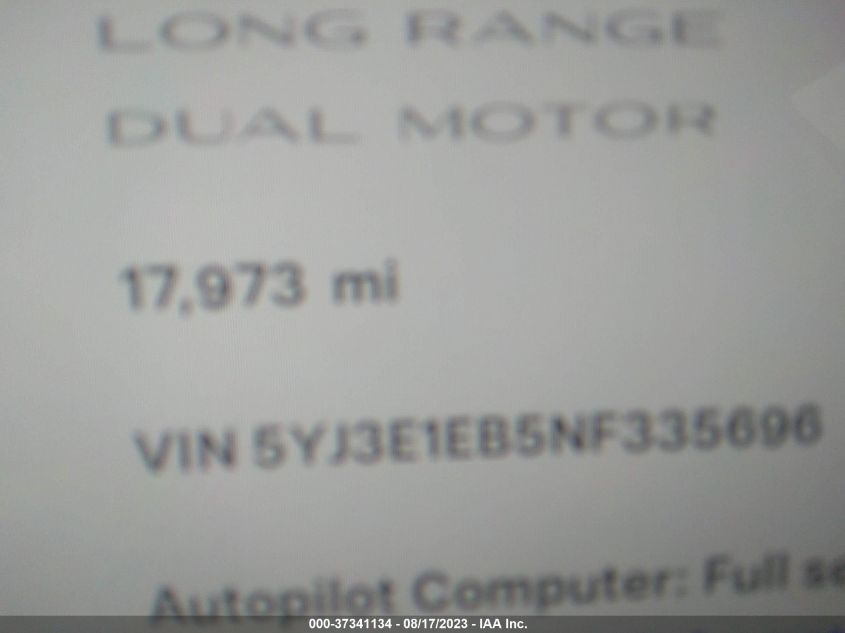 LONG RANGE
DUAL MOTOR
17,973 mi
VIN 5YJ3E1EB5NF335696
Autopilot Computer: Full se
000-37341134 - 08/17/2023 - IAA Inc.